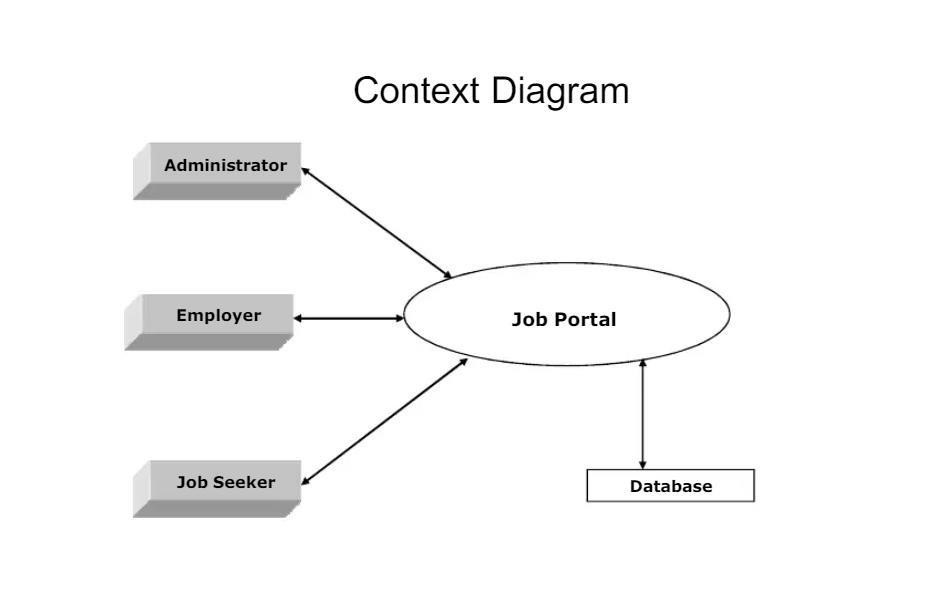 Context Diagram
Administrator
Employer
Job Portal
Job Seeker
Database